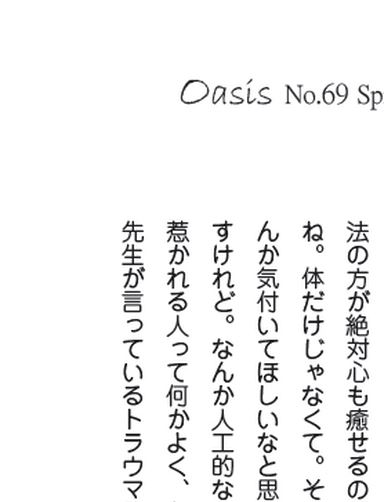 Oasis No.69 Sp
法の方が絶対心も癒せるの
ね。体だけじゃなくて。そ
んか気付いてほしいなと思
すけれど。なんか人工的な
惹かれる人って何かよく、
先生が言っているトラウマ